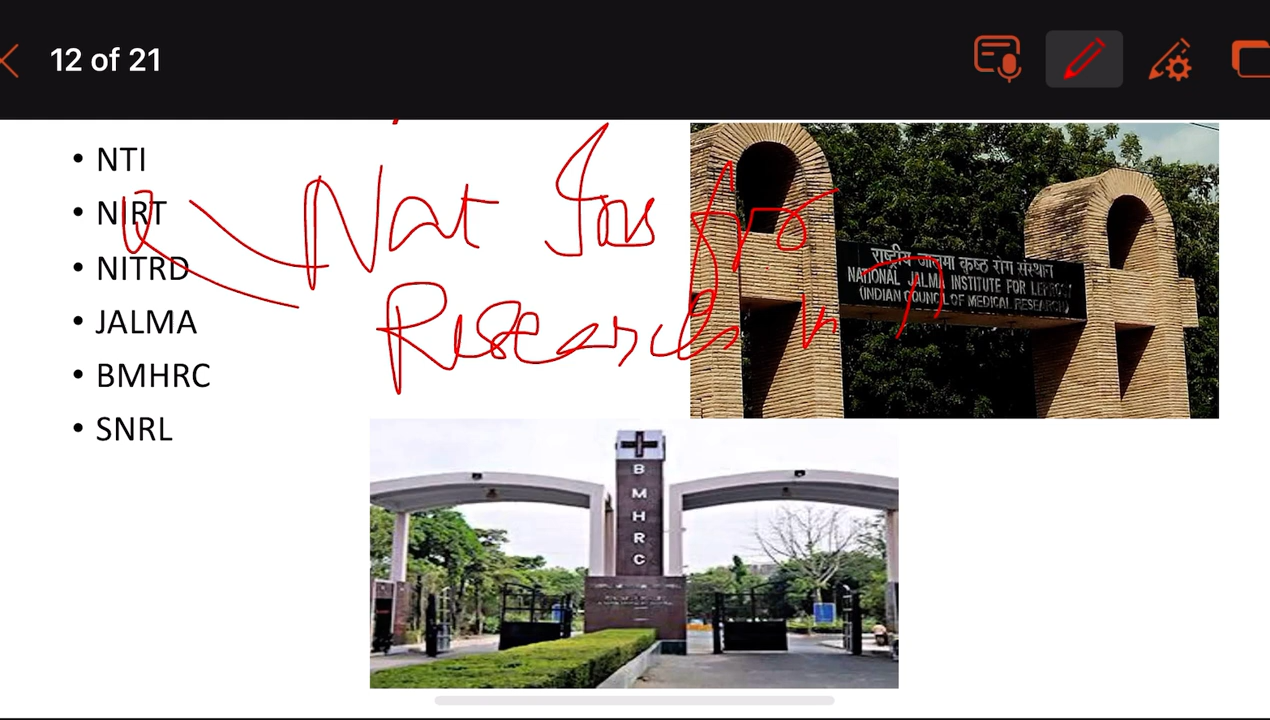 12 of 21
• NTI
• NIRT
• NITRD
• JALMA
• BMHRC
• SNRL
Nat Ins for
Research in
राष्ट्रीय जालमा कुष्ठ रोग संस्थान
NATIONAL JALMA INSTITUTE FOR LEPROSY
(INDIAN COUNCIL OF MEDICAL RESEARCH)
BMHRC